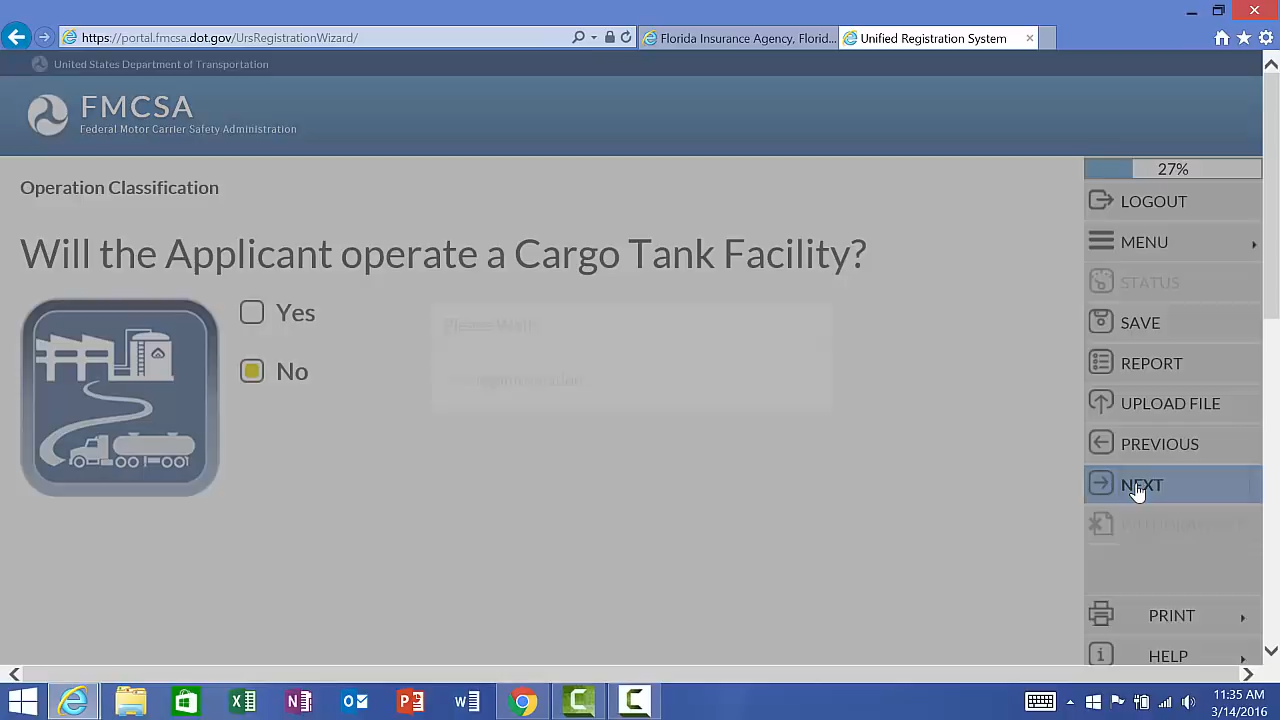 https://portal.fmcsa.dot.gov/UrsRegistrationWizard/
Florida Insurance Agency, Florid...
Unified Registration System
United States Department of Transportation
FMCSA
Federal Motor Carrier Safety Administration
27%
Operation Classification
LOGOUT
Will the Applicant operate a Cargo Tank Facility?
MENU
STATUS
Yes
SAVE
Please Wait!
REPORT
No
UPLOAD FILE
PREVIOUS
NEXT
PRINT
HELP
11:35 AM
3/14/2016